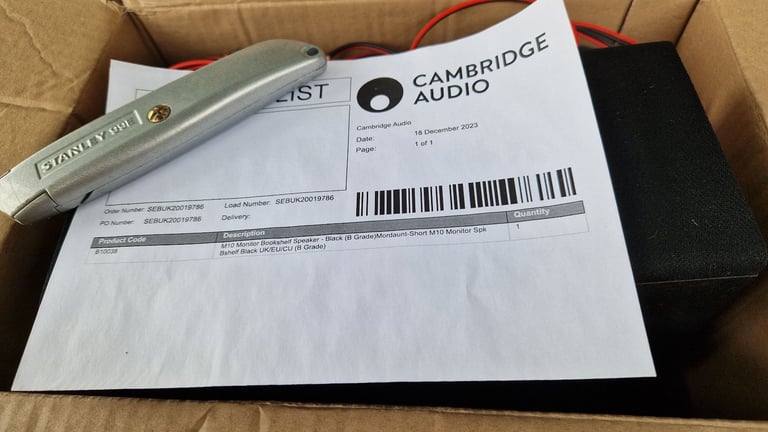 STANLEY 99E
LIST
CAMBRIDGE
AUDIO
Cambridge Audio
Date: 18 December 2023
Page: 1 of 1
Order Number: SEBUK20019786 Load Number: SEBUK20019786
PO Number: SEBUK20019786 Delivery:
Product Code Description Quantity
B10038 M10 Monitor Bookshelf Speaker - Black (B Grade)Mordaunt-Short M10 Monitor Spk 1
Bshelf Black UK/EU/CU (B Grade)